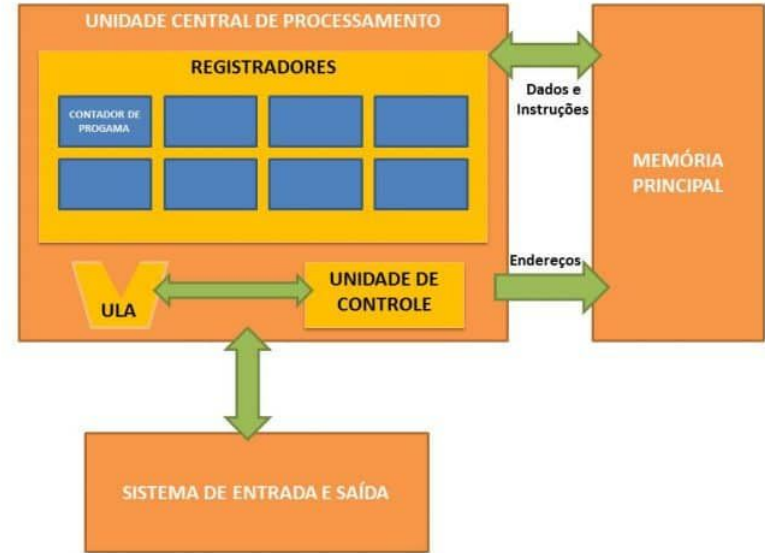 UNIDADE CENTRAL DE PROCESSAMENTO
REGISTRADORES
CONTADOR DE
PROGAMA
Dados e
Instruções
MEMÓRIA
PRINCIPAL
Endereços
ULA
UNIDADE DE
CONTROLE
SISTEMA DE ENTRADA E SAÍDA